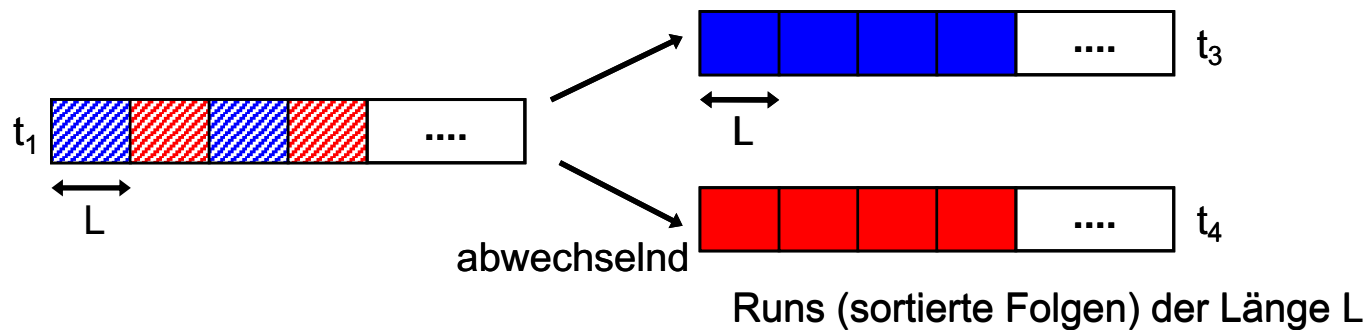 ....
t₃
t₁
....
L
L
....
t₄
abwechselnd
Runs (sortierte Folgen) der Länge L